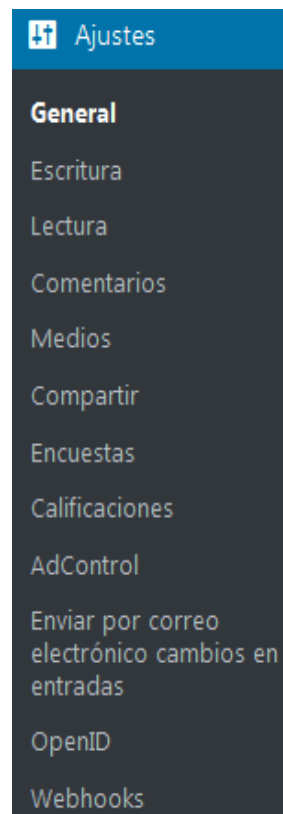 Ajustes
General
Escritura
Lectura
Comentarios
Medios
Compartir
Encuestas
Calificaciones
AdControl
Enviar por correo
electrónico cambios en
entradas
OpenID
Webhooks